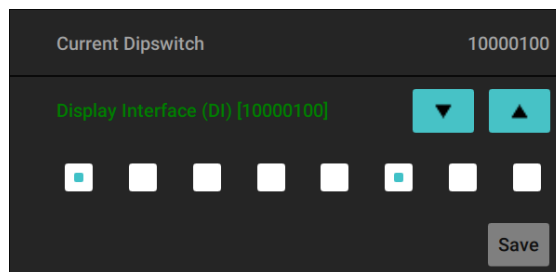 Current Dipswitch 10000100
Display Interface (DI) [10000100]
Save